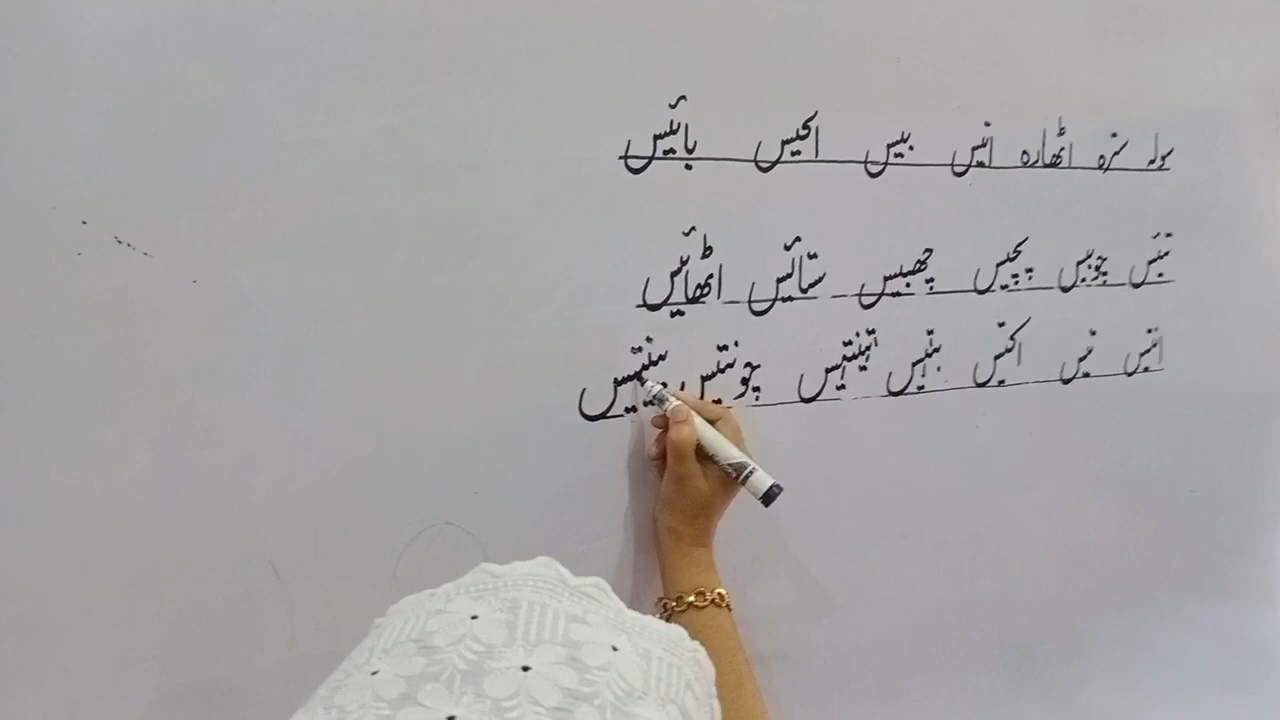 سولہ سترہ اٹھارہ انیس بیس اکیس بائیس
تیئس چوبیس پچیس چھبیس ستائیس اٹھائیس
انتیس تیس اکتیس بتیس تینتیس چونتیس